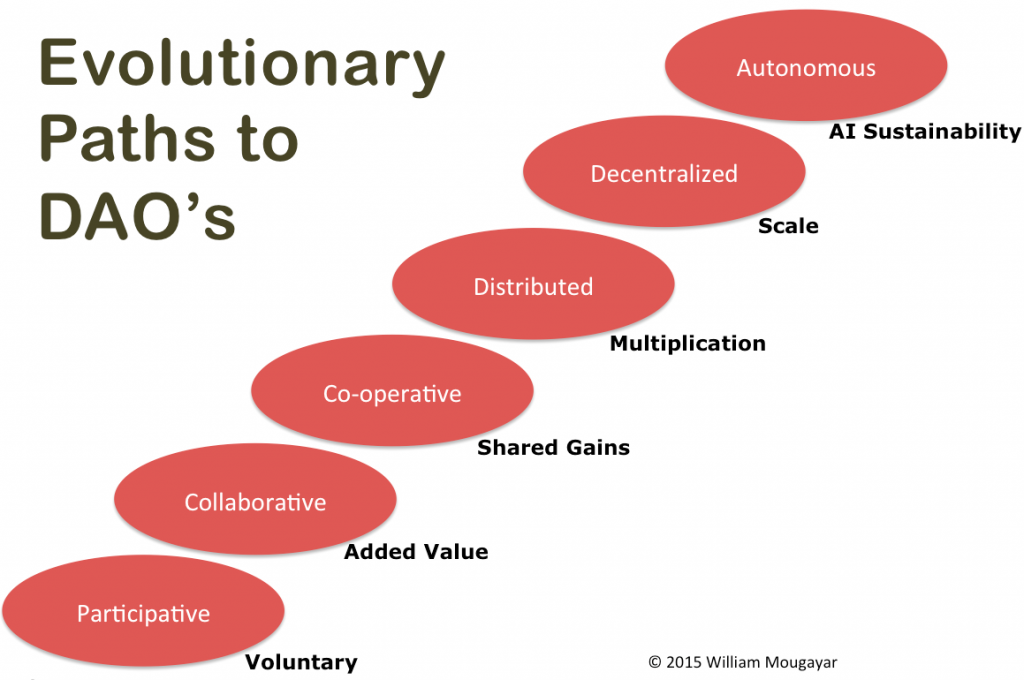 Evolutionary
Paths to
DAO’s
Autonomous
AI Sustainability
Decentralized
Scale
Distributed
Multiplication
Co-operative
Shared Gains
Collaborative
Added Value
Participative
Voluntary
© 2015 William Mougayar